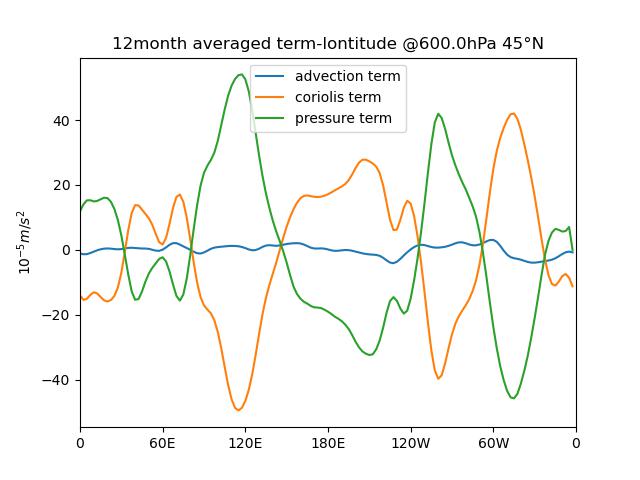 12month averaged term-lontitude @600.0hPa 45°N
advection term
coriolis term
pressure term
10⁻⁵m/s²
40
20
0
−20
−40
0 60E 120E 180E 120W 60W 0